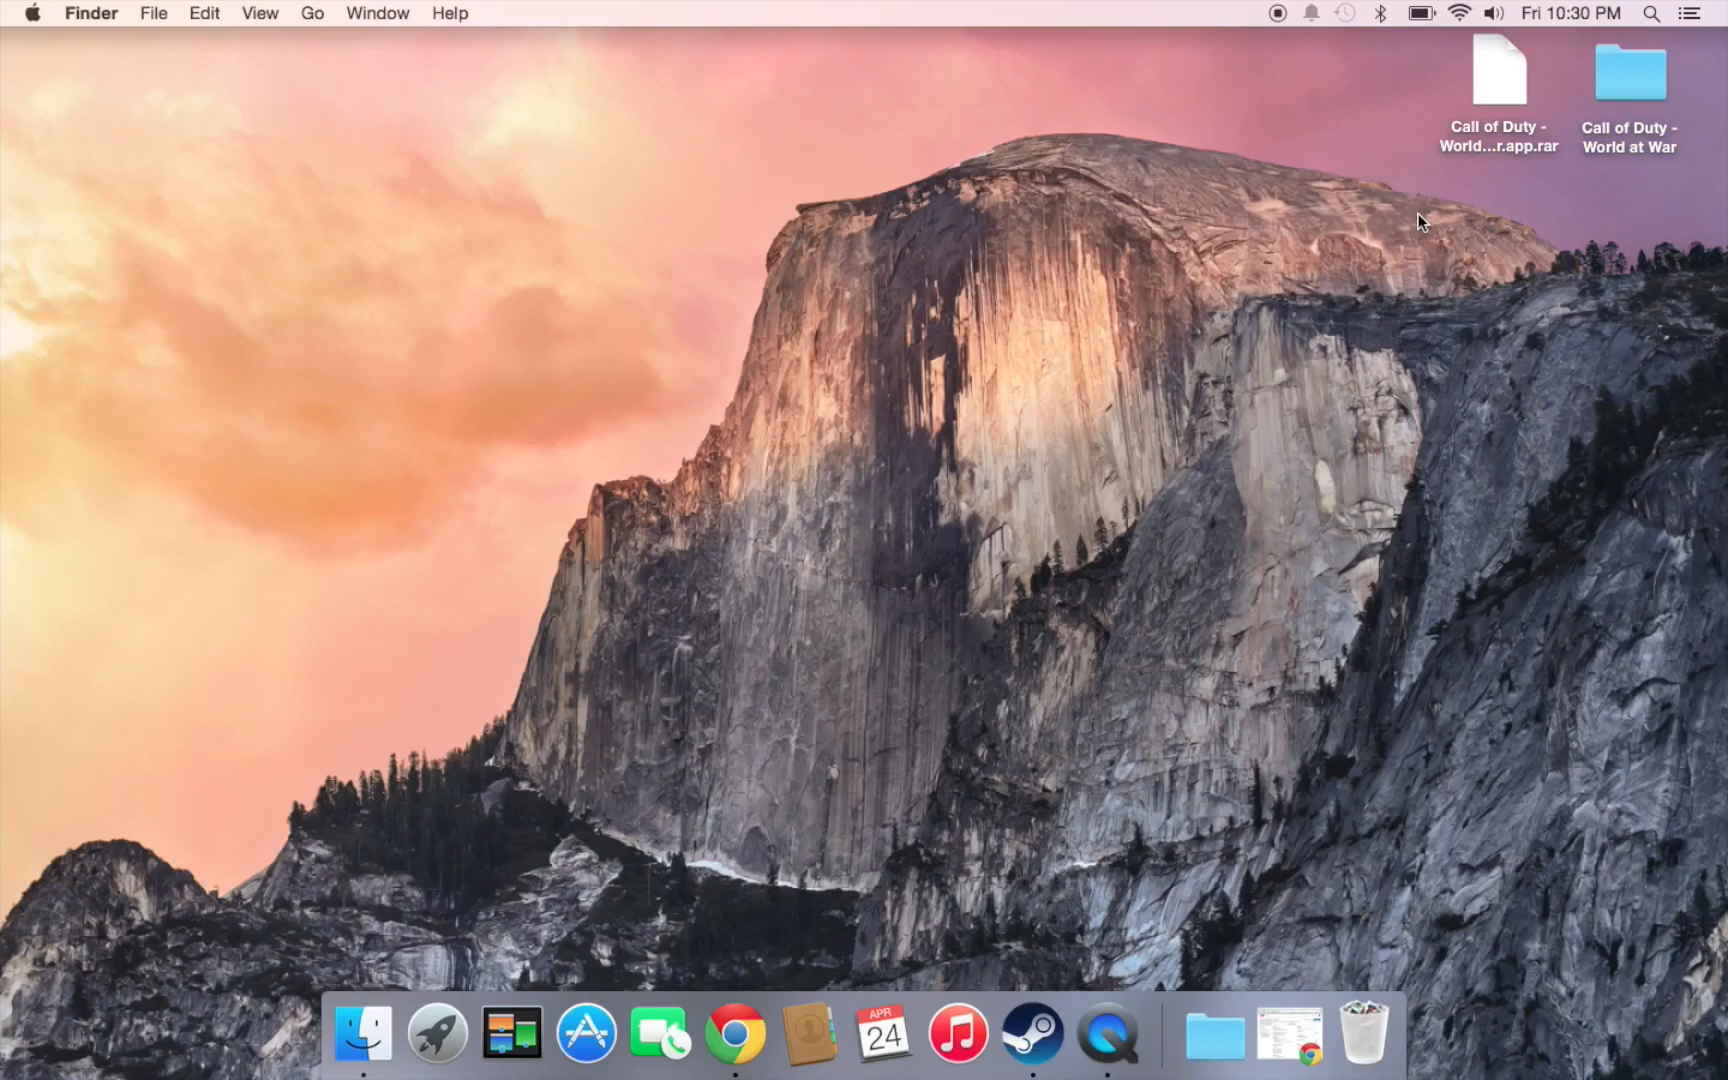 Finder File Edit View Go Window Help Fri 10:30 PM
Call of Duty -
World...r.app.rar
Call of Duty -
World at War
APR
24